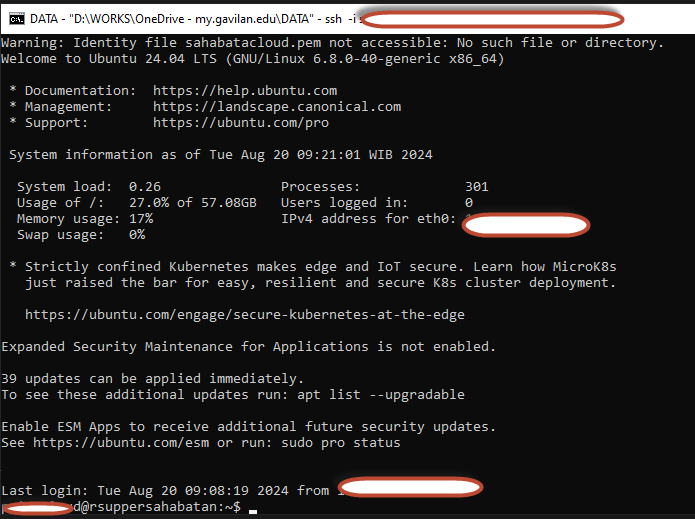 DATA - "D:\WORKS\OneDrive - my.gavilan.edu\DATA" - ssh -i s
Warning: Identity file sahabatacloud.pem not accessible: No such file or directory.
Welcome to Ubuntu 24.04 LTS (GNU/Linux 6.8.0-40-generic x86_64)
* Documentation: https://help.ubuntu.com
* Management: https://landscape.canonical.com
* Support: https://ubuntu.com/pro
System information as of Tue Aug 20 09:21:01 WIB 2024
System load: 0.26 Processes: 301
Usage of /: 27.0% of 57.08GB Users logged in: 0
Memory usage: 17% IPv4 address for eth0:
Swap usage: 0%
* Strictly confined Kubernetes makes edge and IoT secure. Learn how MicroK8s
just raised the bar for easy, resilient and secure K8s cluster deployment.
https://ubuntu.com/engage/secure-kubernetes-at-the-edge
Expanded Security Maintenance for Applications is not enabled.
39 updates can be applied immediately.
To see these additional updates run: apt list --upgradable
Enable ESM Apps to receive additional future security updates.
See https://ubuntu.com/esm or run: sudo pro status
Last login: Tue Aug 20 09:08:19 2024 from
d@rsuppersahabatan:~$